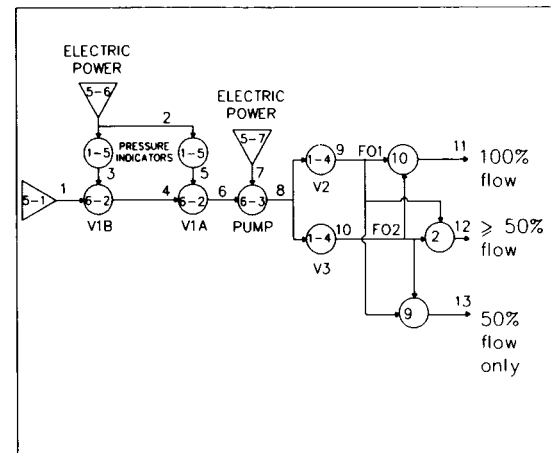 ELECTRIC
POWER
5-6
2
ELECTRIC
POWER
5-7
1-5
PRESSURE
INDICATORS
1-5
3
5
7
5-1
1
6-2
4
6-2
6
6-3
8
V1B
V1A
PUMP
1-4
9
FO1
10
11
100%
flow
V2
1-4
10
FO2
2
12
≥ 50%
flow
V3
9
13
50%
flow
only